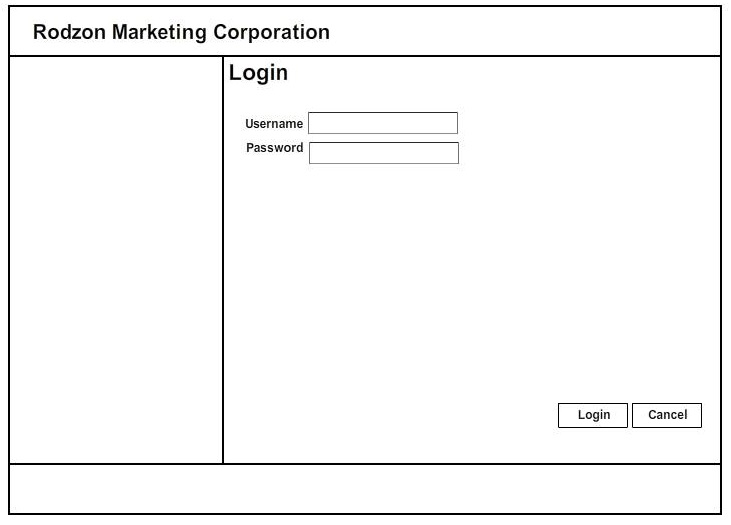 Rodzon Marketing Corporation
Login
Username
Password
Login Cancel